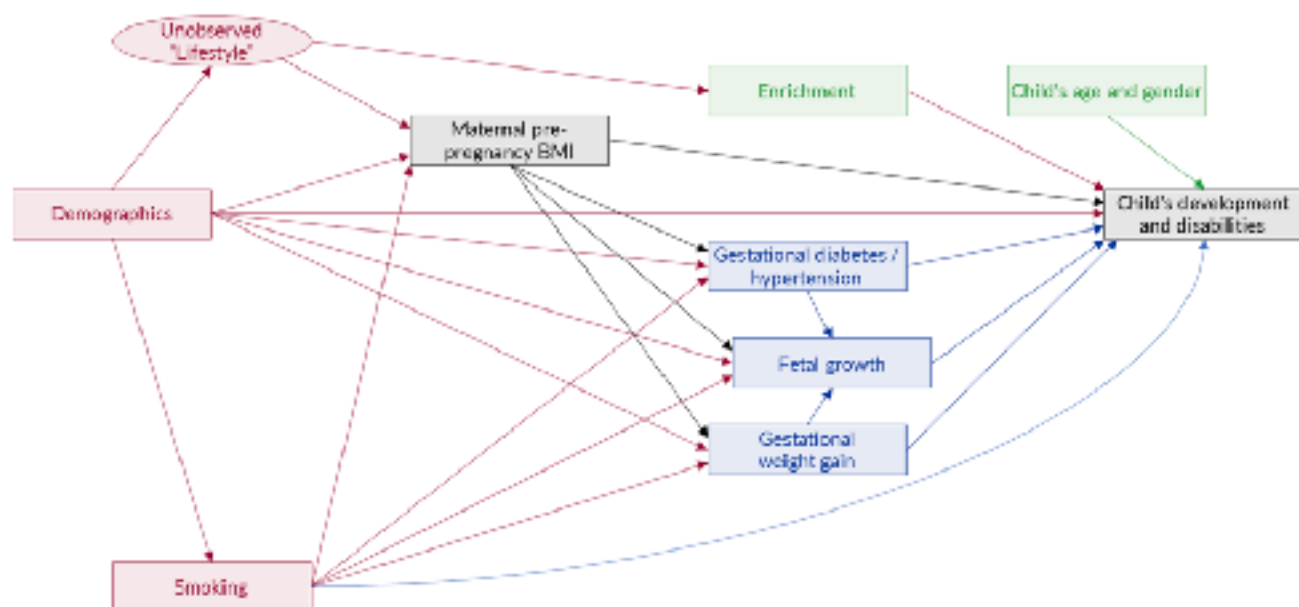 Unobserved
"Lifestyle"
Enrichment
Child's age and gender
Maternal pre-
pregnancy BMI
Demographics
Child's development
and disabilities
Gestational diabetes /
hypertension
Fetal growth
Gestational
weight gain
Smoking